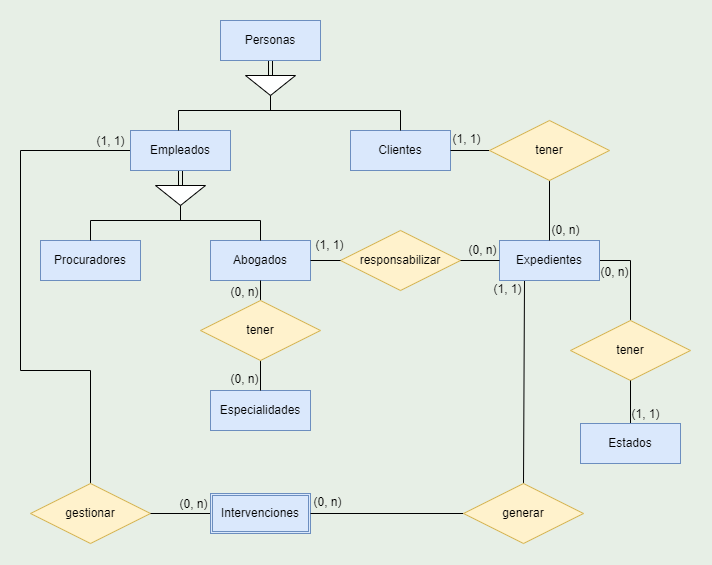 Personas
(1, 1)
Empleados
Clientes
(1, 1)
tener
(0, n)
Procuradores
Abogados
(1, 1)
responsabilizar
(0, n)
Expedientes
(0, n)
(0, n)
(1, 1)
tener
tener
(0, n)
Especialidades
(1, 1)
Estados
gestionar
(0, n)
Intervenciones
(0, n)
generar